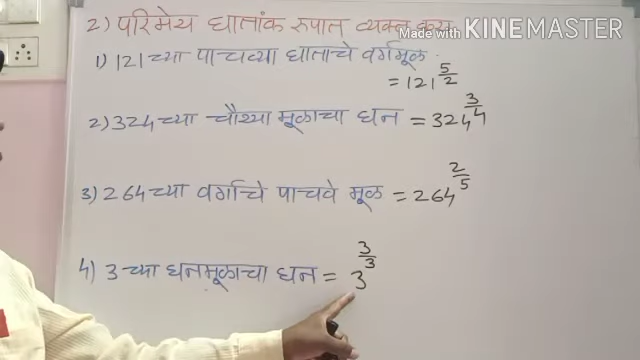 2) परिमेय घातांक रुपात व्यक्त करा
Made with KINEMASTER
1) 121 च्या पाचव्या घाताचे वर्गमूळ.
= 121^(5/2)
2) 324 च्या चौथ्या मूळाचा घन = 324^(3/4)
3) 264 च्या वर्गाचे पाचवे मूळ = 264^(2/5)
4) 3 च्या घनमूळाचा घन = 3^(3/3)